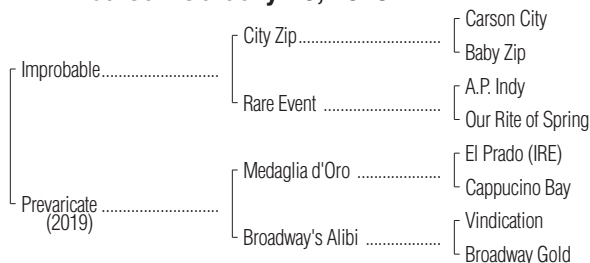 City Zip
Carson City
Baby Zip
Improbable
Rare Event
A.P. Indy
Our Rite of Spring
Medaglia d'Oro
El Prado (IRE)
Cappucino Bay
Prevaricate
(2019)
Broadway's Alibi
Vindication
Broadway Gold